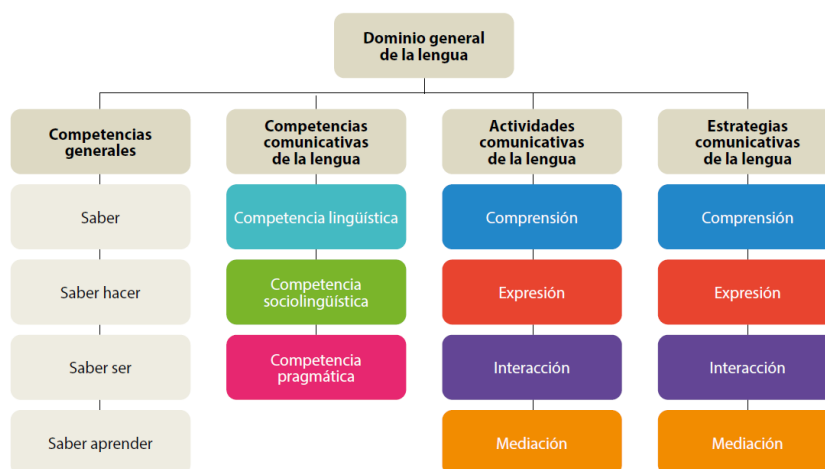 Dominio general
de la lengua
Competencias
generales
Competencias
comunicativas
de la lengua
Actividades
comunicativas
de la lengua
Estrategias
comunicativas
de la lengua
Saber
Competencia lingüística
Comprensión
Comprensión
Saber hacer
Competencia
sociolingüística
Expresión
Expresión
Saber ser
Competencia
pragmática
Interacción
Interacción
Saber aprender
Mediación
Mediación